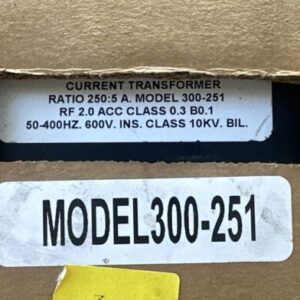 CURRENT TRANSFORMER
RATIO 250:5 A. MODEL 300-251
RF 2.0 ACC CLASS 0.3 B0.1
50-400HZ. 600V. INS. CLASS 10KV. BIL.
MODEL300-251